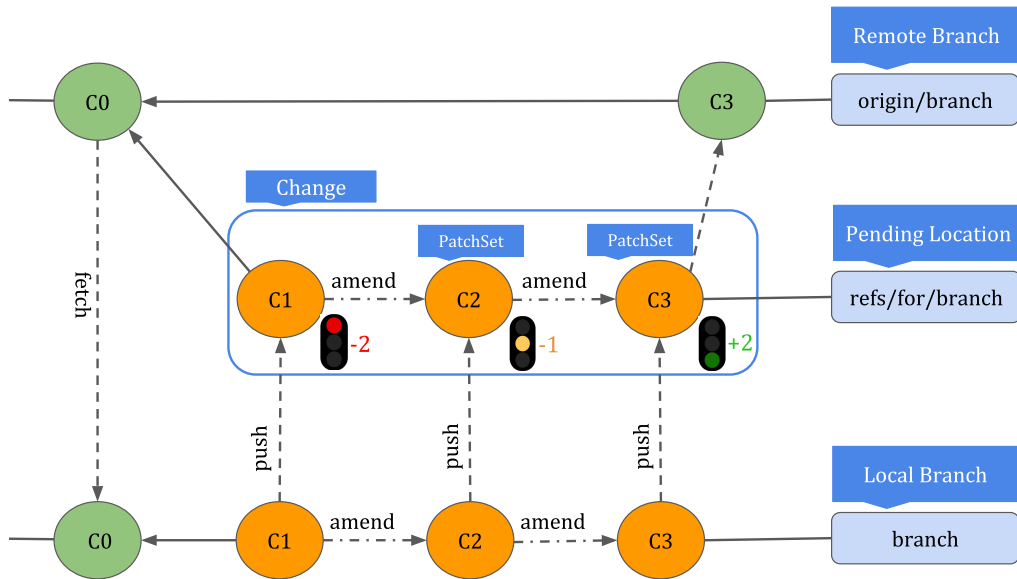 Remote Branch
C0
C3
origin/branch
Change
PatchSet
PatchSet
Pending Location
fetch
amend
amend
C1
C2
C3
refs/for/branch
-2
-1
+2
push
push
push
Local Branch
amend
amend
C0
C1
C2
C3
branch